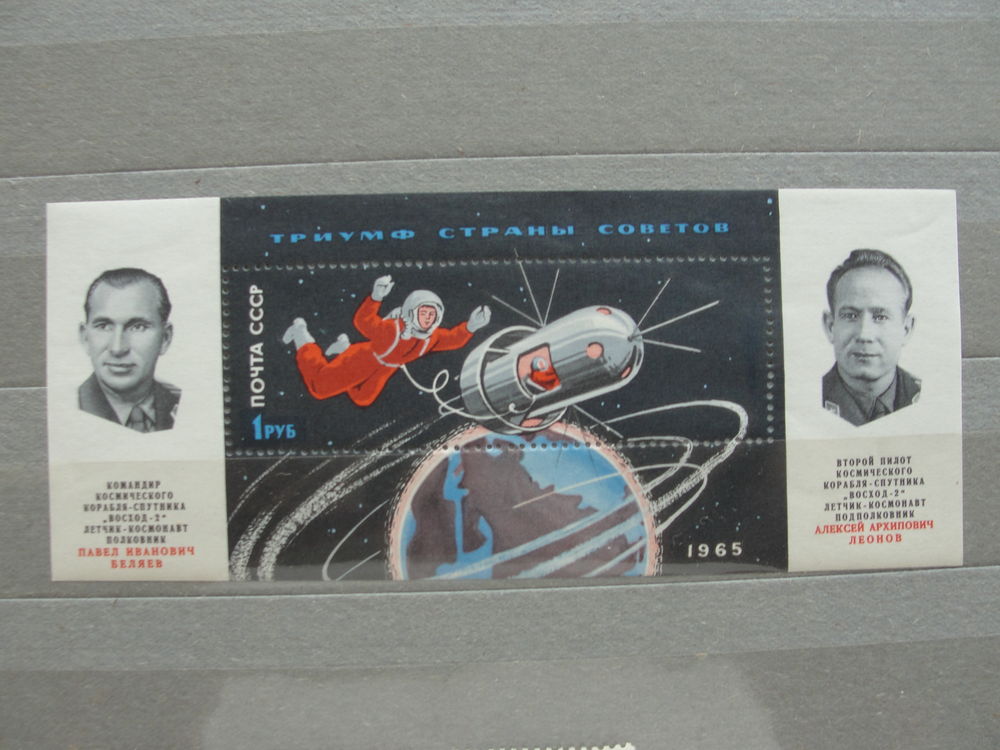 ТРИУМФ СТРАНЫ СОВЕТОВ
ПОЧТА СССР
1 РУБ
1965
КОМАНДИР
КОСМИЧЕСКОГО
КОРАБЛЯ-СПУТНИКА
„ВОСХОД-2“
ЛЕТЧИК-КОСМОНАВТ
ПОЛКОВНИК
ПАВЕЛ ИВАНОВИЧ
БЕЛЯЕВ
ВТОРОЙ ПИЛОТ
КОСМИЧЕСКОГО
КОРАБЛЯ-СПУТНИКА
„ВОСХОД-2“
ЛЕТЧИК-КОСМОНАВТ
ПОДПОЛКОВНИК
АЛЕКСЕЙ АРХИПОВИЧ
ЛЕОНОВ